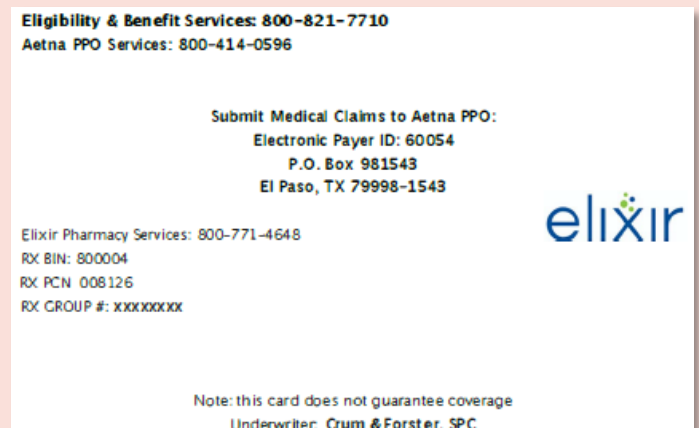 Eligibility & Benefit Services: 800-821-7710
Aetna PPO Services: 800-414-0596
Submit Medical Claims to Aetna PPO:
Electronic Payer ID: 60054
P.O. Box 981543
El Paso, TX 79998-1543
elixir
Elixir Pharmacy Services: 800-771-4648
RX BIN: 800004
RX PCN 008126
RX GROUP #: XXXXXXXX
Note: this card does not guarantee coverage
Underwriter: Crum & Forster, SPC